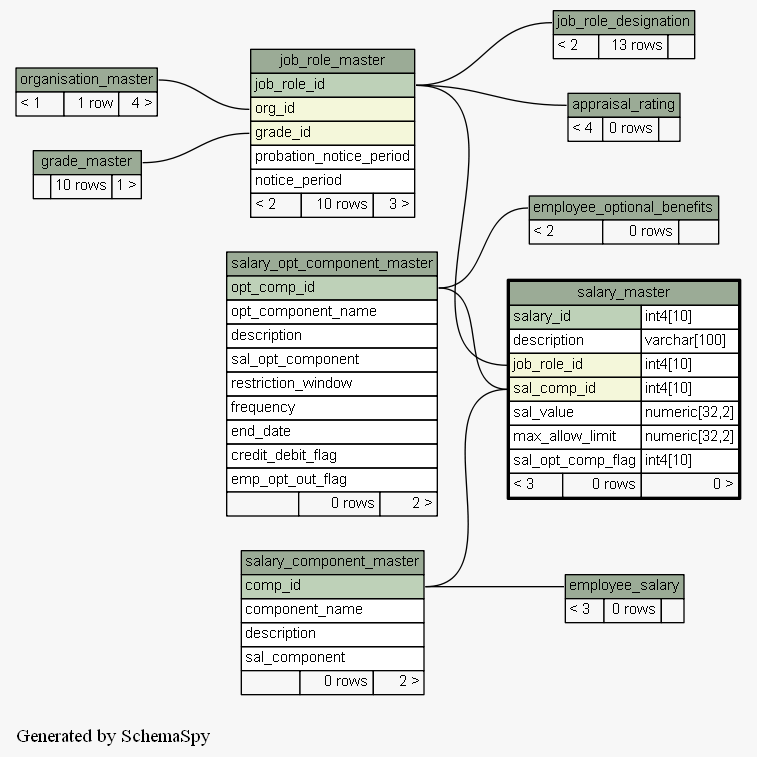 job_role_designation
< 2 13 rows
organisation_master
< 1 1 row 4 >
job_role_master
job_role_id
org_id
grade_id
probation_notice_period
notice_period
< 2 10 rows 3 >
appraisal_rating
< 4 0 rows
grade_master
10 rows 1 >
employee_optional_benefits
< 2 0 rows
salary_opt_component_master
opt_comp_id
opt_component_name
description
sal_opt_component
restriction_window
frequency
end_date
credit_debit_flag
emp_opt_out_flag
0 rows 2 >
salary_master
salary_id int4[10]
description varchar[100]
job_role_id int4[10]
sal_comp_id int4[10]
sal_value numeric[32,2]
max_allow_limit numeric[32,2]
sal_opt_comp_flag int4[10]
< 3 0 rows 0 >
salary_component_master
comp_id
component_name
description
sal_component
0 rows 2 >
employee_salary
< 3 0 rows
Generated by SchemaSpy